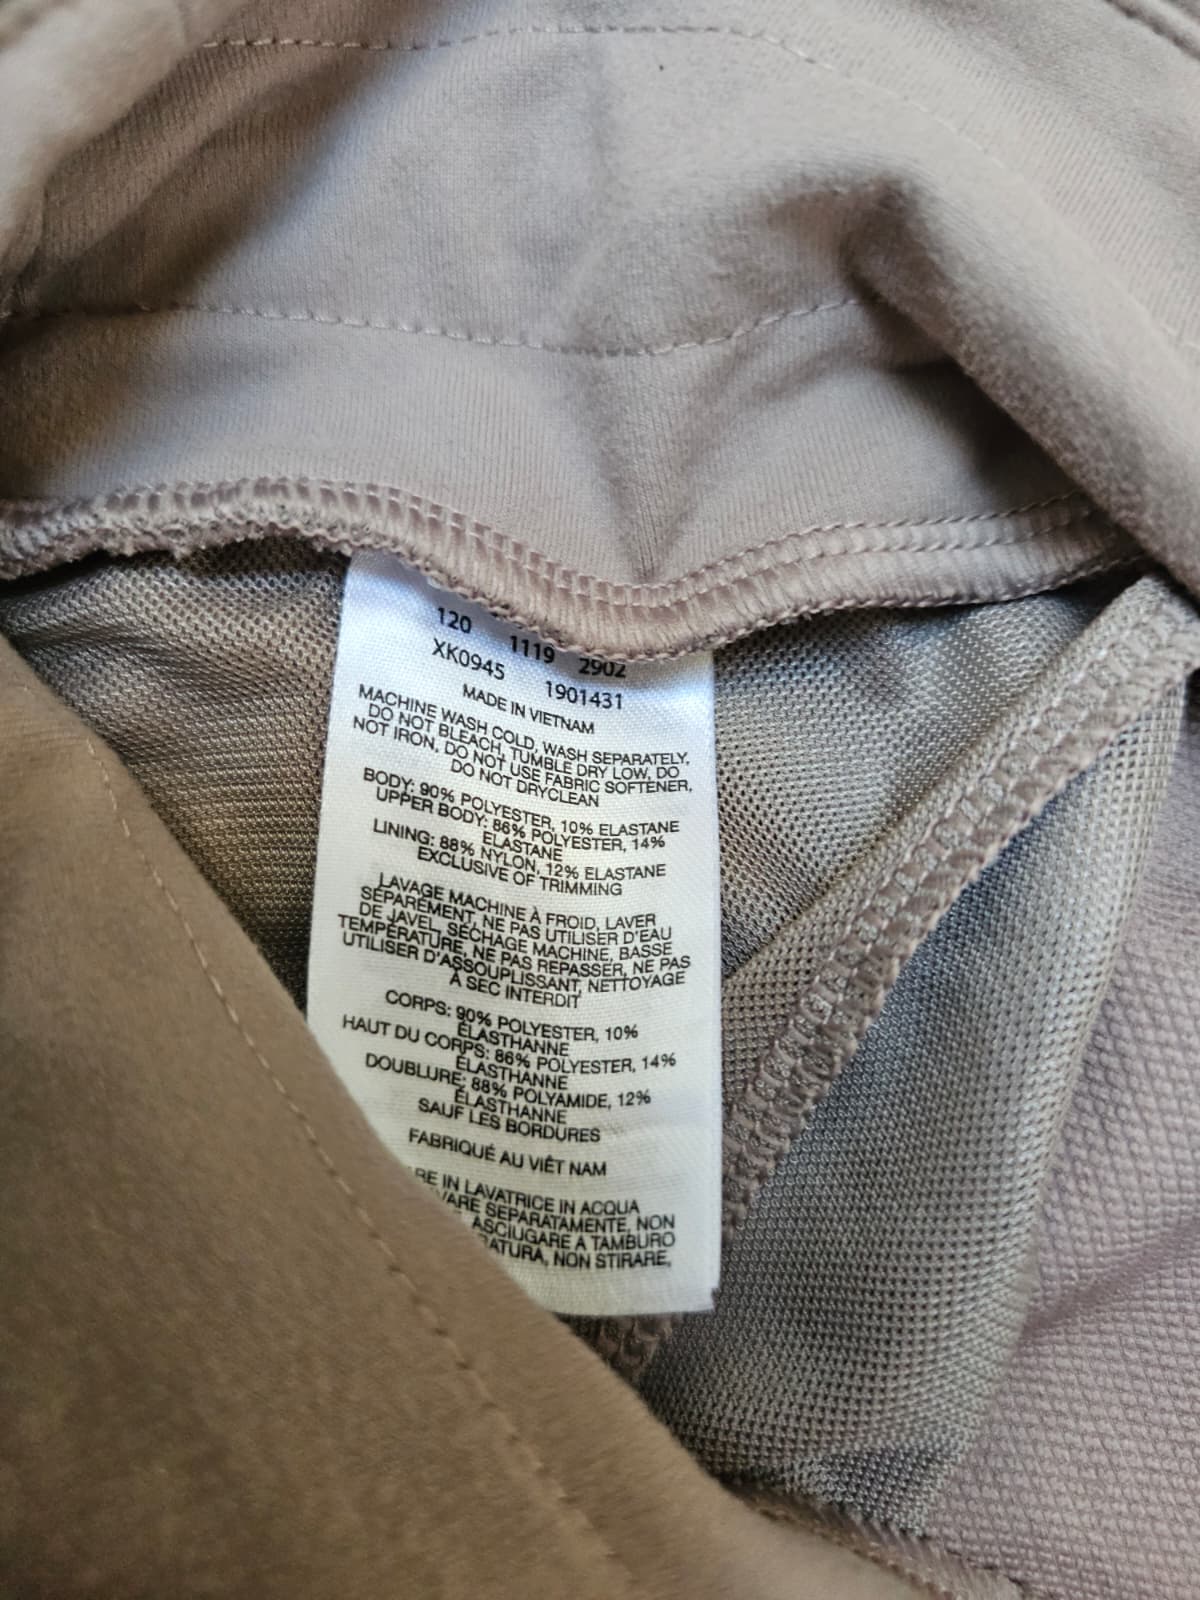 120 1119 2902
XK0945 1901431
MADE IN VIETNAM
MACHINE WASH COLD, WASH SEPARATELY,
DO NOT BLEACH, TUMBLE DRY LOW, DO
NOT IRON, DO NOT USE FABRIC SOFTENER,
DO NOT DRYCLEAN
BODY: 90% POLYESTER, 10% ELASTANE
UPPER BODY: 86% POLYESTER, 14%
ELASTANE
LINING: 88% NYLON, 12% ELASTANE
EXCLUSIVE OF TRIMMING
LAVAGE MACHINE À FROID, LAVER
SÉPARÉMENT, NE PAS UTILISER D'EAU
DE JAVEL, SÉCHAGE MACHINE, BASSE
TEMPÉRATURE, NE PAS REPASSER, NE PAS
UTILISER D'ASSOUPLISSANT, NETTOYAGE
À SEC INTERDIT
CORPS: 90% POLYESTER, 10%
ÉLASTHANNE
HAUT DU CORPS: 86% POLYESTER, 14%
ÉLASTHANNE
DOUBLURE: 88% POLYAMIDE, 12%
ÉLASTHANNE
SAUF LES BORDURES
FABRIQUÉ AU VIÊT NAM
IN LAVATRICE IN ACQUA
SEPARATAMENTE, NON
ASCIUGARE A TAMBURO
NON STIRARE,